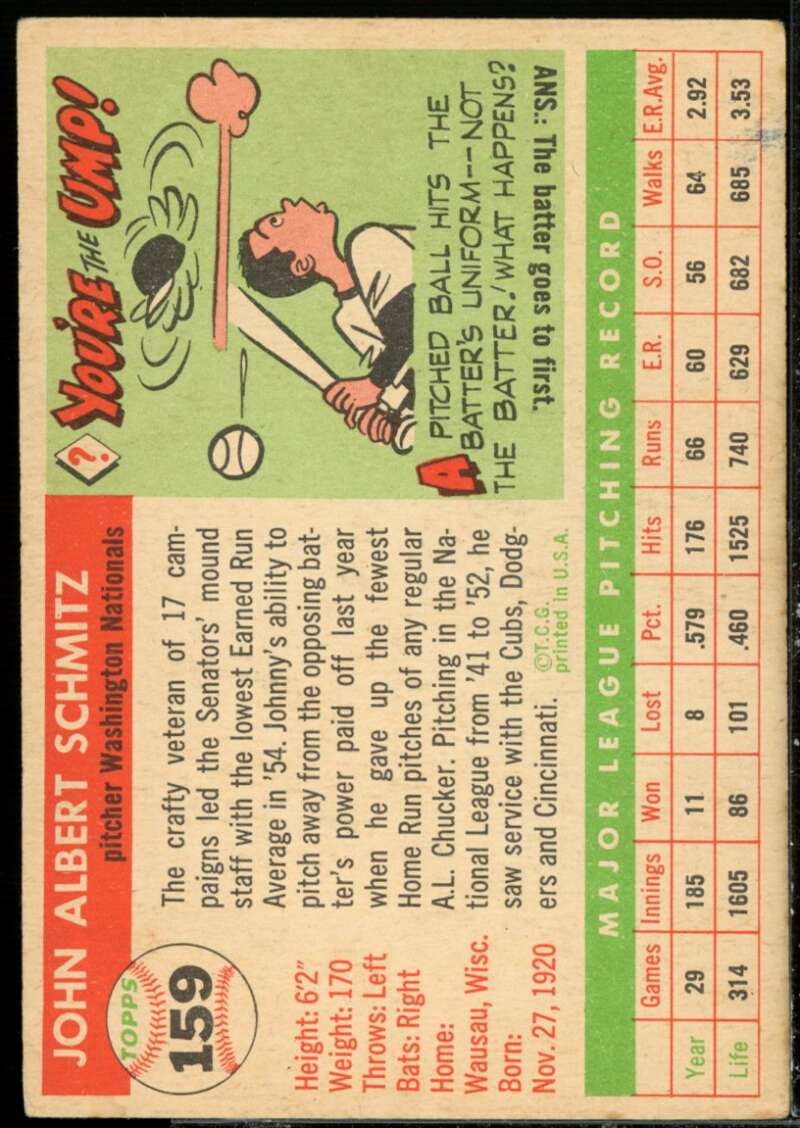 JOHN ALBERT SCHMITZ
pitcher Washington Nationals
TOPPS
159
Height: 6'2"
Weight: 170
Throws: Left
Bats: Right
Home:
Wausau, Wisc.
Born:
Nov. 27, 1920
The crafty veteran of 17 cam-
paigns led the Senators' mound
staff with the lowest Earned Run
Average in '54. Johnny's ability to
pitch away from the opposing bat-
ter's power paid off last year
when he gave up the fewest
Home Run pitches of any regular
A.L. Chucker. Pitching in the Na-
tional League from '41 to '52, he
saw service with the Cubs, Dodg-
ers and Cincinnati.
©T.C.G.
printed in U.S.A.
? YOU'RE THE UMP!
A PITCHED BALL HITS THE
BATTER'S UNIFORM--NOT
THE BATTER. WHAT HAPPENS?
ANS.: The batter goes to first.
MAJOR LEAGUE PITCHING RECORD
Games Innings Won Lost Pct. Hits Runs E.R. S.O. Walks E.R.Avg.
Year 29 185 11 8 .579 176 66 60 56 64 2.92
Life 314 1605 86 101 .460 1525 740 629 682 685 3.53